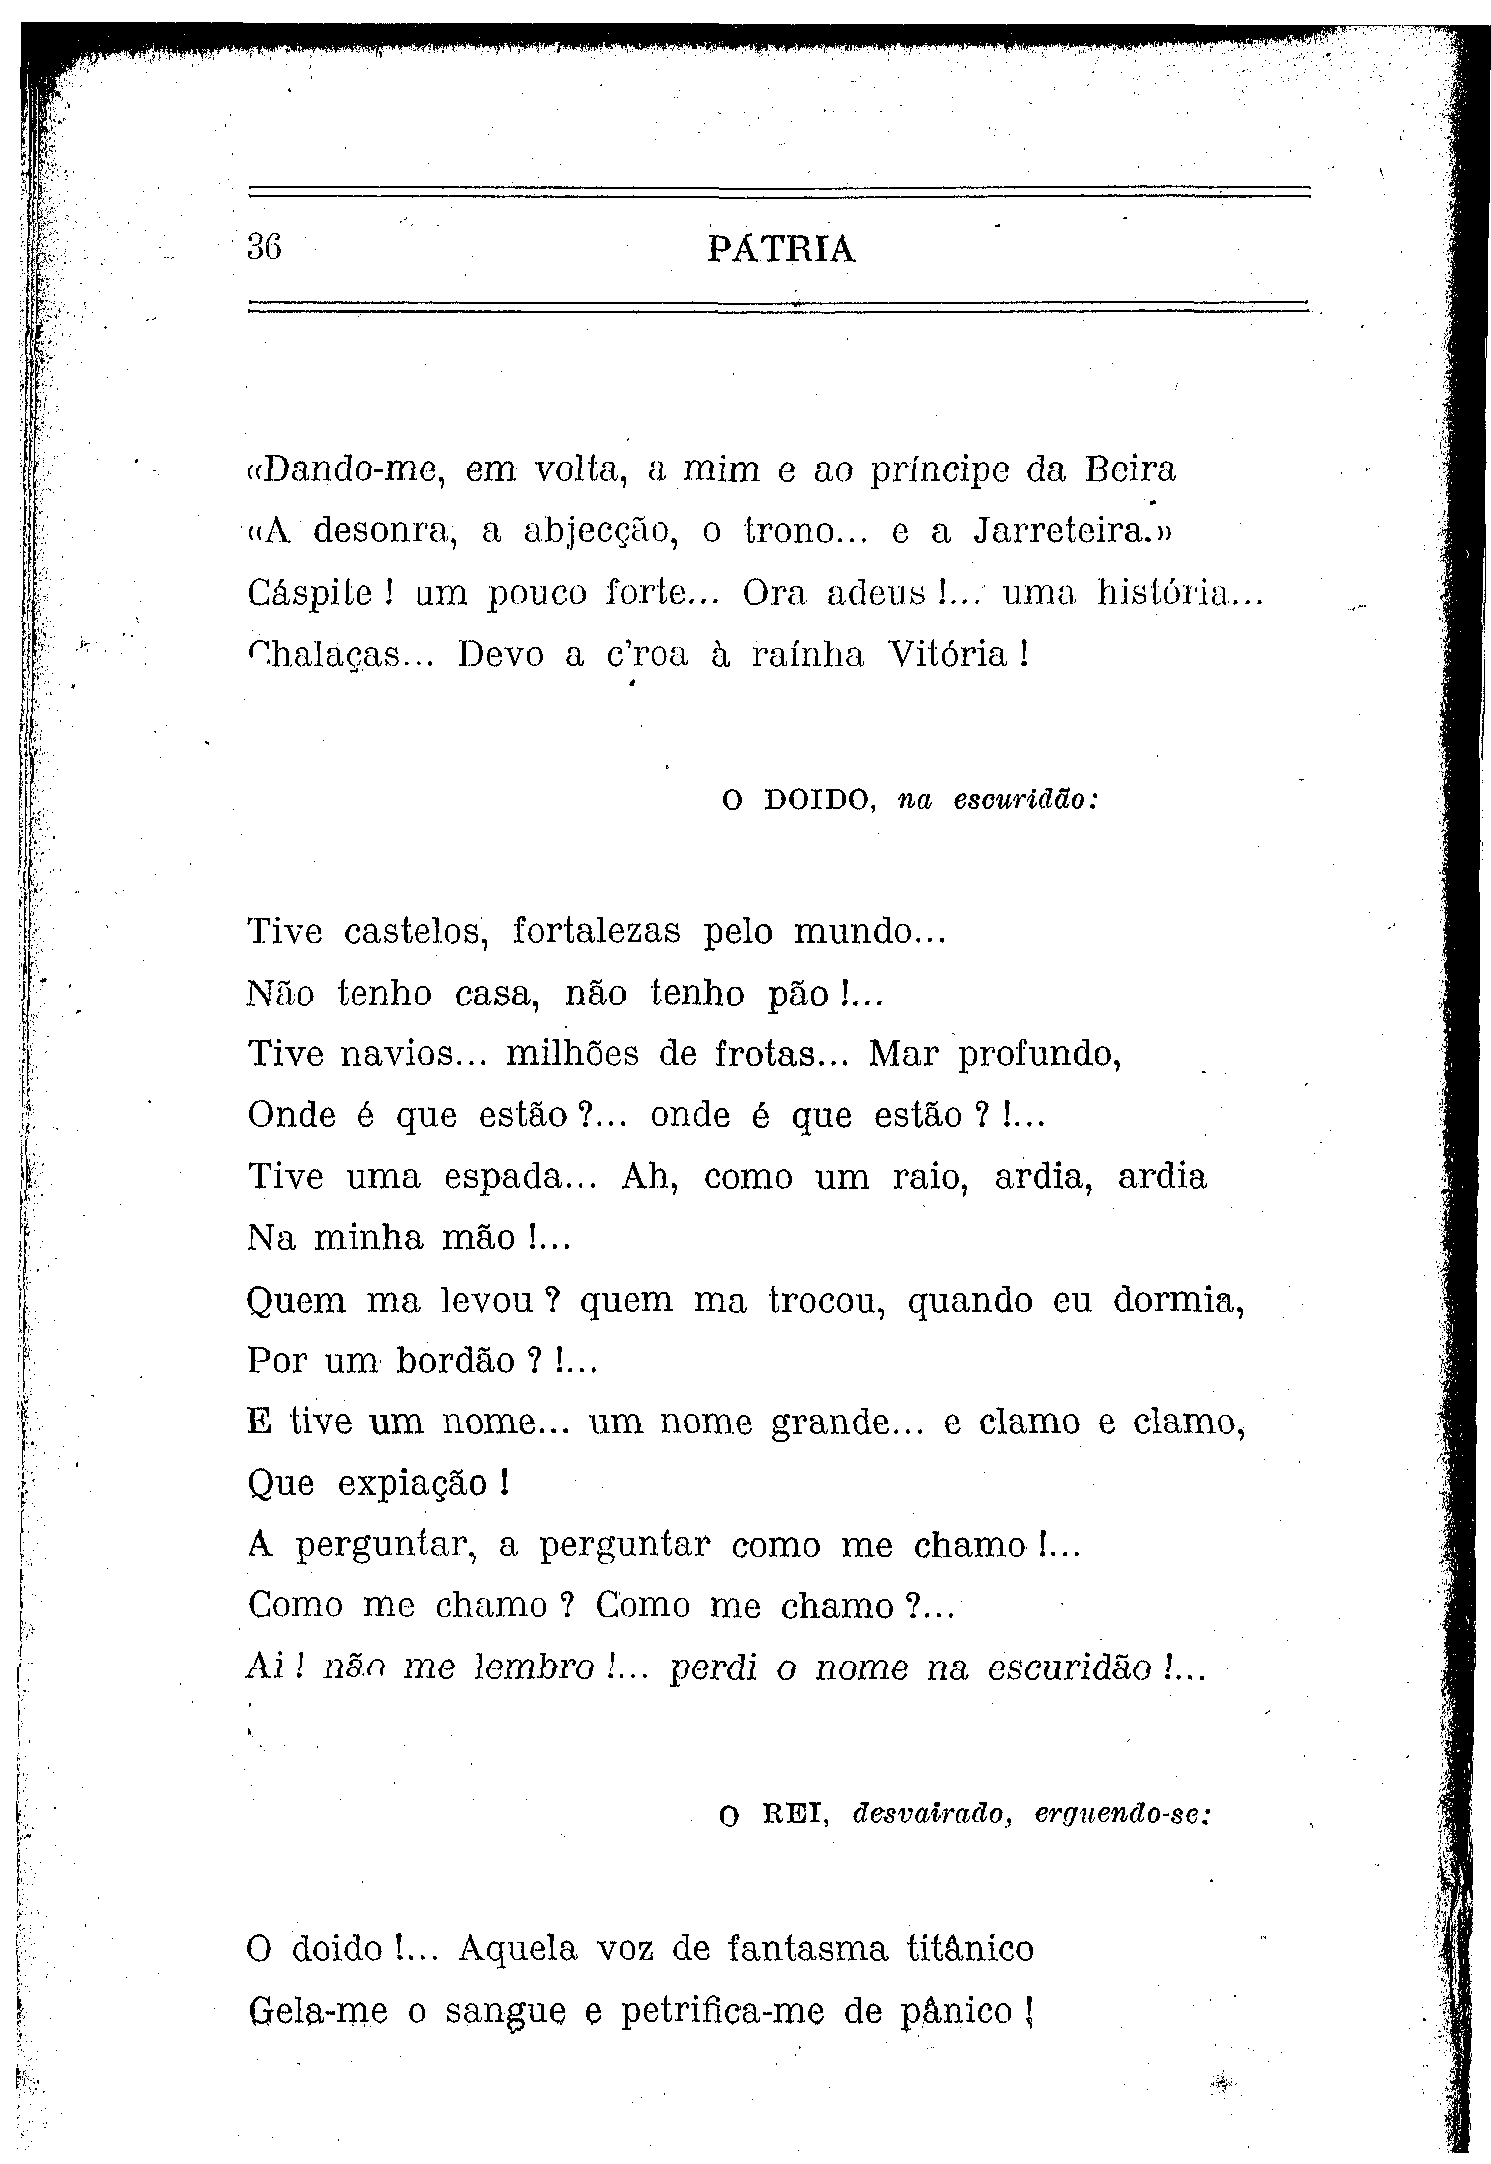 36 PÁTRIA
«Dando-me, em volta, a mim e ao príncipe da Beira
«A desonra, a abjecção, o trono... e a Jarreteira.»
Cáspite ! um pouco forte... Ora adeus !... uma história...
Chalaças... Devo a c'roa à raínha Vitória !
O DOIDO, na escuridão:
Tive castelos, fortalezas pelo mundo...
Não tenho casa, não tenho pão !...
Tive navios... milhões de frotas... Mar profundo,
Onde é que estão ?... onde é que estão ? !...
Tive uma espada... Ah, como um raio, ardia, ardia
Na minha mão !...
Quem ma levou ? quem ma trocou, quando eu dormia,
Por um bordão ? !...
E tive um nome... um nome grande... e clamo e clamo,
Que expiação !
A perguntar, a perguntar como me chamo !...
Como me chamo ? Como me chamo ?...
Ai ! não me lembro !... perdi o nome na escuridão !...
O REI, desvairado, erguendo-se:
O doido !... Aquela voz de fantasma titânico
Gela-me o sangue e petrifica-me de pânico !